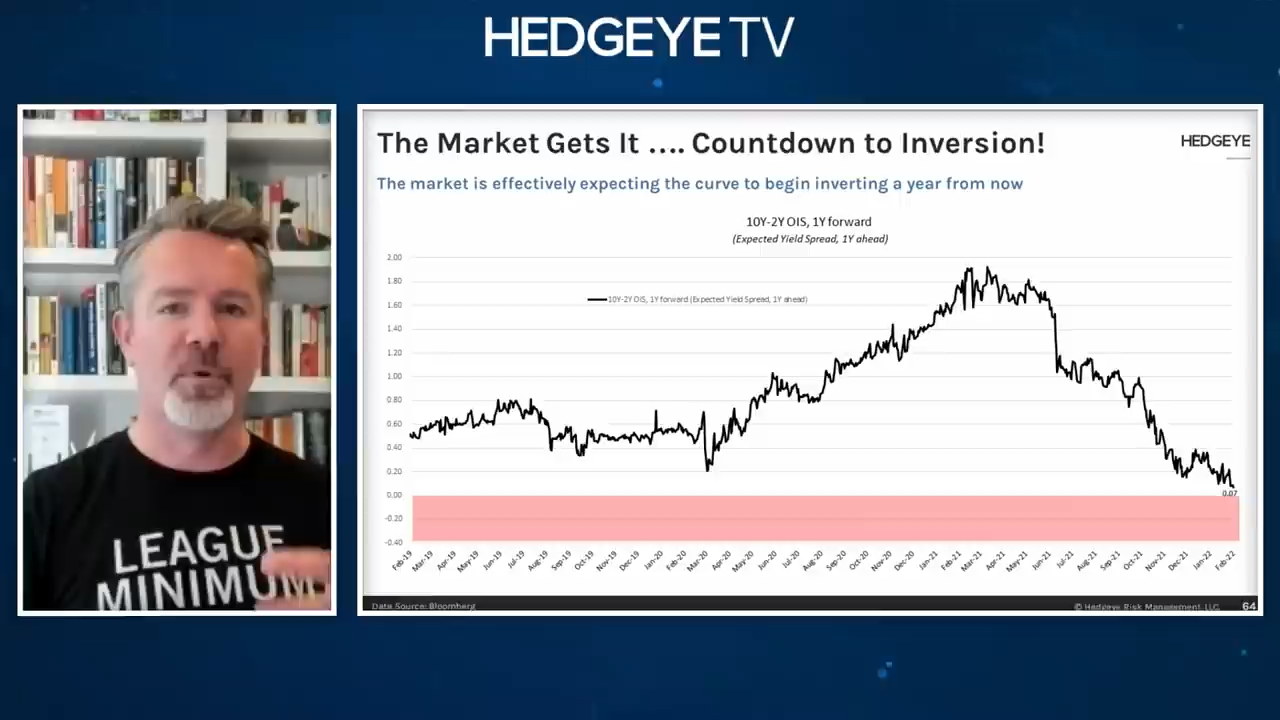 HEDGEYE TV
The Market Gets It .... Countdown to Inversion!
HEDGEYE
The market is effectively expecting the curve to begin inverting a year from now
10Y-2Y OIS, 1Y forward
(Expected Yield Spread, 1Y ahead)
10Y-2Y OIS, 1Y forward (Expected Yield Spread, 1Y ahead)
2.00
1.80
1.60
1.40
1.20
1.00
0.80
0.60
0.40
0.20
0.00
-0.20
-0.40
0.07
Feb-19
Mar-19
Apr-19
May-19
Jun-19
Jul-19
Aug-19
Sep-19
Oct-19
Nov-19
Dec-19
Jan-20
Feb-20
Mar-20
Apr-20
May-20
Jun-20
Jul-20
Aug-20
Sep-20
Oct-20
Nov-20
Dec-20
Jan-21
Feb-21
Mar-21
Apr-21
May-21
Jun-21
Jul-21
Aug-21
Sep-21
Oct-21
Nov-21
Dec-21
Jan-22
Feb-22
Data Source: Bloomberg
© Hedgeye Risk Management, LLC.
64
LEAGUE
MINIMUM